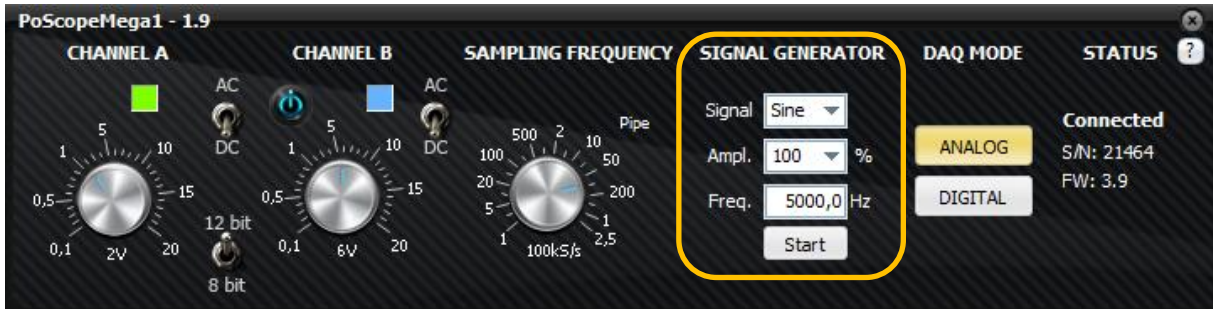 PoScopeMega1 - 1.9
CHANNEL A
CHANNEL B
SAMPLING FREQUENCY
SIGNAL GENERATOR
DAQ MODE
STATUS
?
0,1
0,5
1
5
10
15
20
2V
AC
DC
12 bit
8 bit
0,1
0,5
1
5
10
15
20
6V
AC
DC
1
5
20
100
500
2
10
50
200
1
2,5
Pipe
100kS/s
Signal Sine
Ampl. 100 %
Freq. 5000,0 Hz
Start
ANALOG
DIGITAL
Connected
S/N: 21464
FW: 3.9